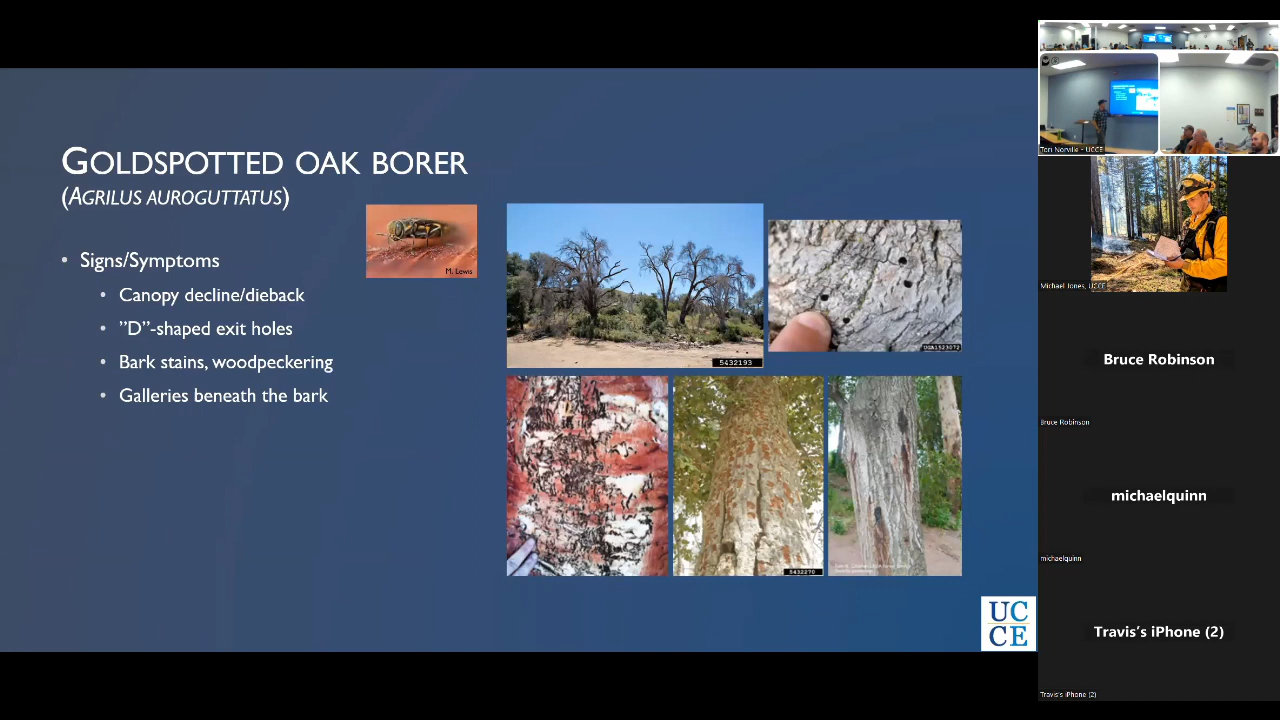 GOLDSPOTTED OAK BORER
(AGRILUS AUROGUTTATUS)
• Signs/Symptoms
• Canopy decline/dieback
• ”D”-shaped exit holes
• Bark stains, woodpeckering
• Galleries beneath the bark
M. Lewis
5432193
UGA1523072
5432270
UC
CE
Teri Norville - UCCE
Michael Jones, UCCE
Bruce Robinson
Bruce Robinson
michaelquinn
michaelquinn
Travis's iPhone (2)
Travis's iPhone (2)